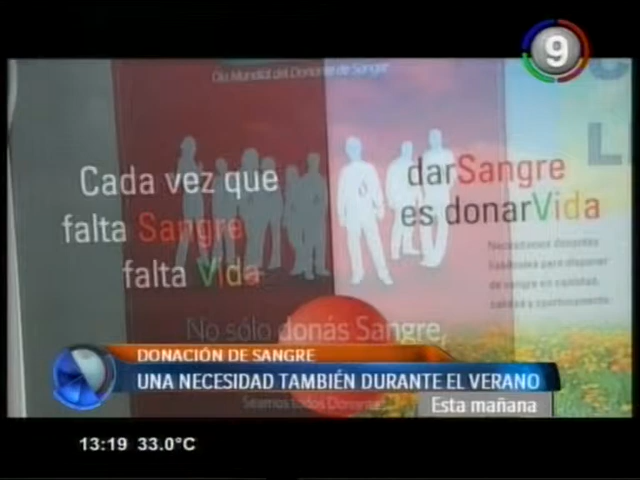 9
Día Mundial del Donante de Sangre
Cada vez que
falta Sangre
falta Vida
darSangre
es donarVida
Necesitamos donantes
habituales para disponer
de sangre en cantidad,
calidad y oportunamente.
No sólo donás Sangre,
DONACIÓN DE SANGRE
UNA NECESIDAD TAMBIÉN DURANTE EL VERANO
Seamos todos Donantes
Esta mañana
13:19 33.0°C